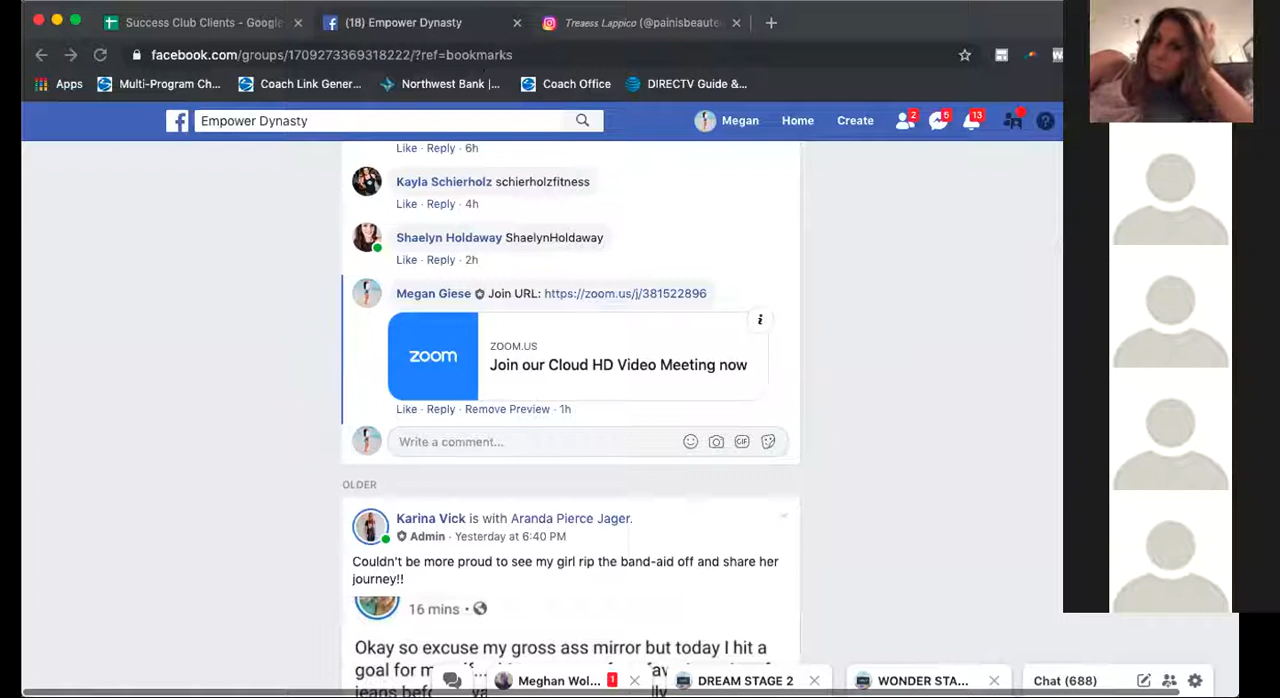 Success Club Clients - Google
(18) Empower Dynasty
Treaess Lappico (@painisbeaute
facebook.com/groups/1709273369318222/?ref=bookmarks
Apps
Multi-Program Ch...
Coach Link Gener...
Northwest Bank |...
Coach Office
DIRECTV Guide &...
Empower Dynasty
Megan
Home
Create
2
5
13
Like · Reply · 6h
Kayla Schierholz schierholzfitness
Like · Reply · 4h
Shaelyn Holdaway ShaelynHoldaway
Like · Reply · 2h
Megan Giese Join URL: https://zoom.us/j/381522896
zoom
ZOOM.US
Join our Cloud HD Video Meeting now
Like · Reply · Remove Preview · 1h
Write a comment...
GIF
OLDER
Karina Vick is with Aranda Pierce Jager.
Admin · Yesterday at 6:40 PM
Couldn't be more proud to see my girl rip the band-aid off and share her
journey!!
16 mins ·
Okay so excuse my gross ass mirror but today I hit a
goal for
jeans
Meghan Wol... 1
DREAM STAGE 2
WONDER STA...
Chat (688)